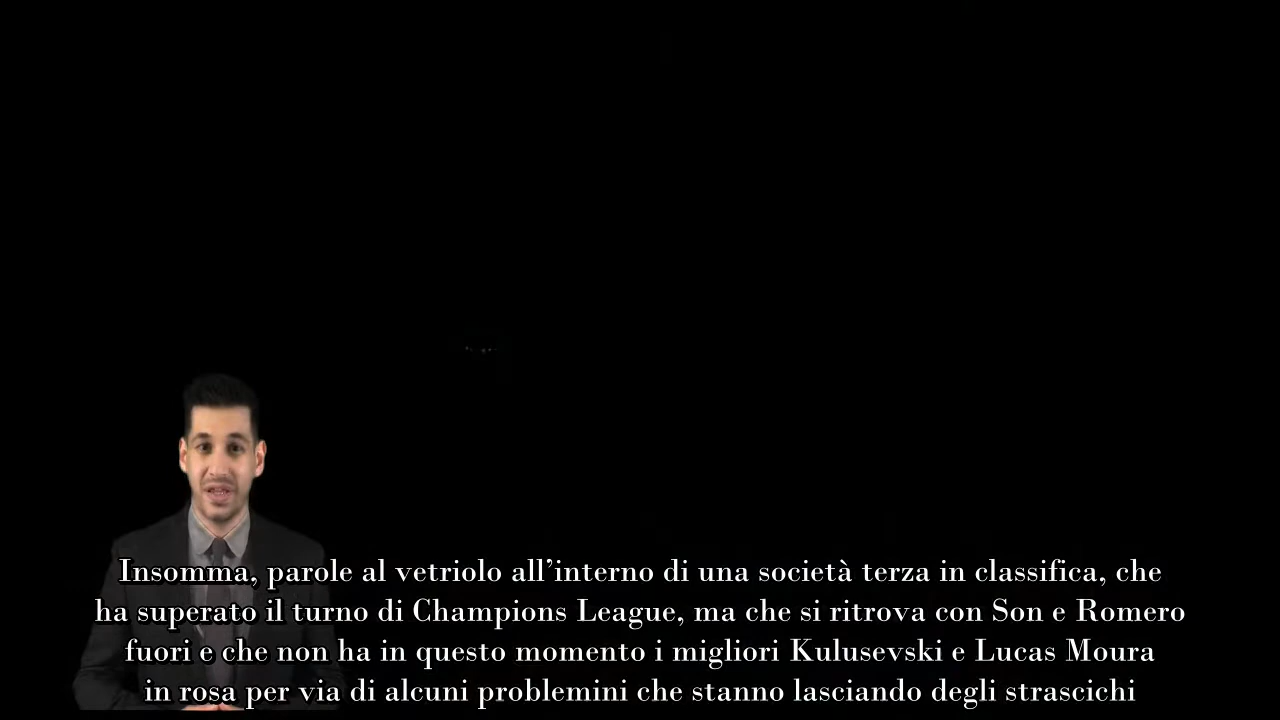 Insomma, parole al vetriolo all’interno di una società terza in classifica, che
ha superato il turno di Champions League, ma che si ritrova con Son e Romero
fuori e che non ha in questo momento i migliori Kulusevski e Lucas Moura
in rosa per via di alcuni problemini che stanno lasciando degli strascichi